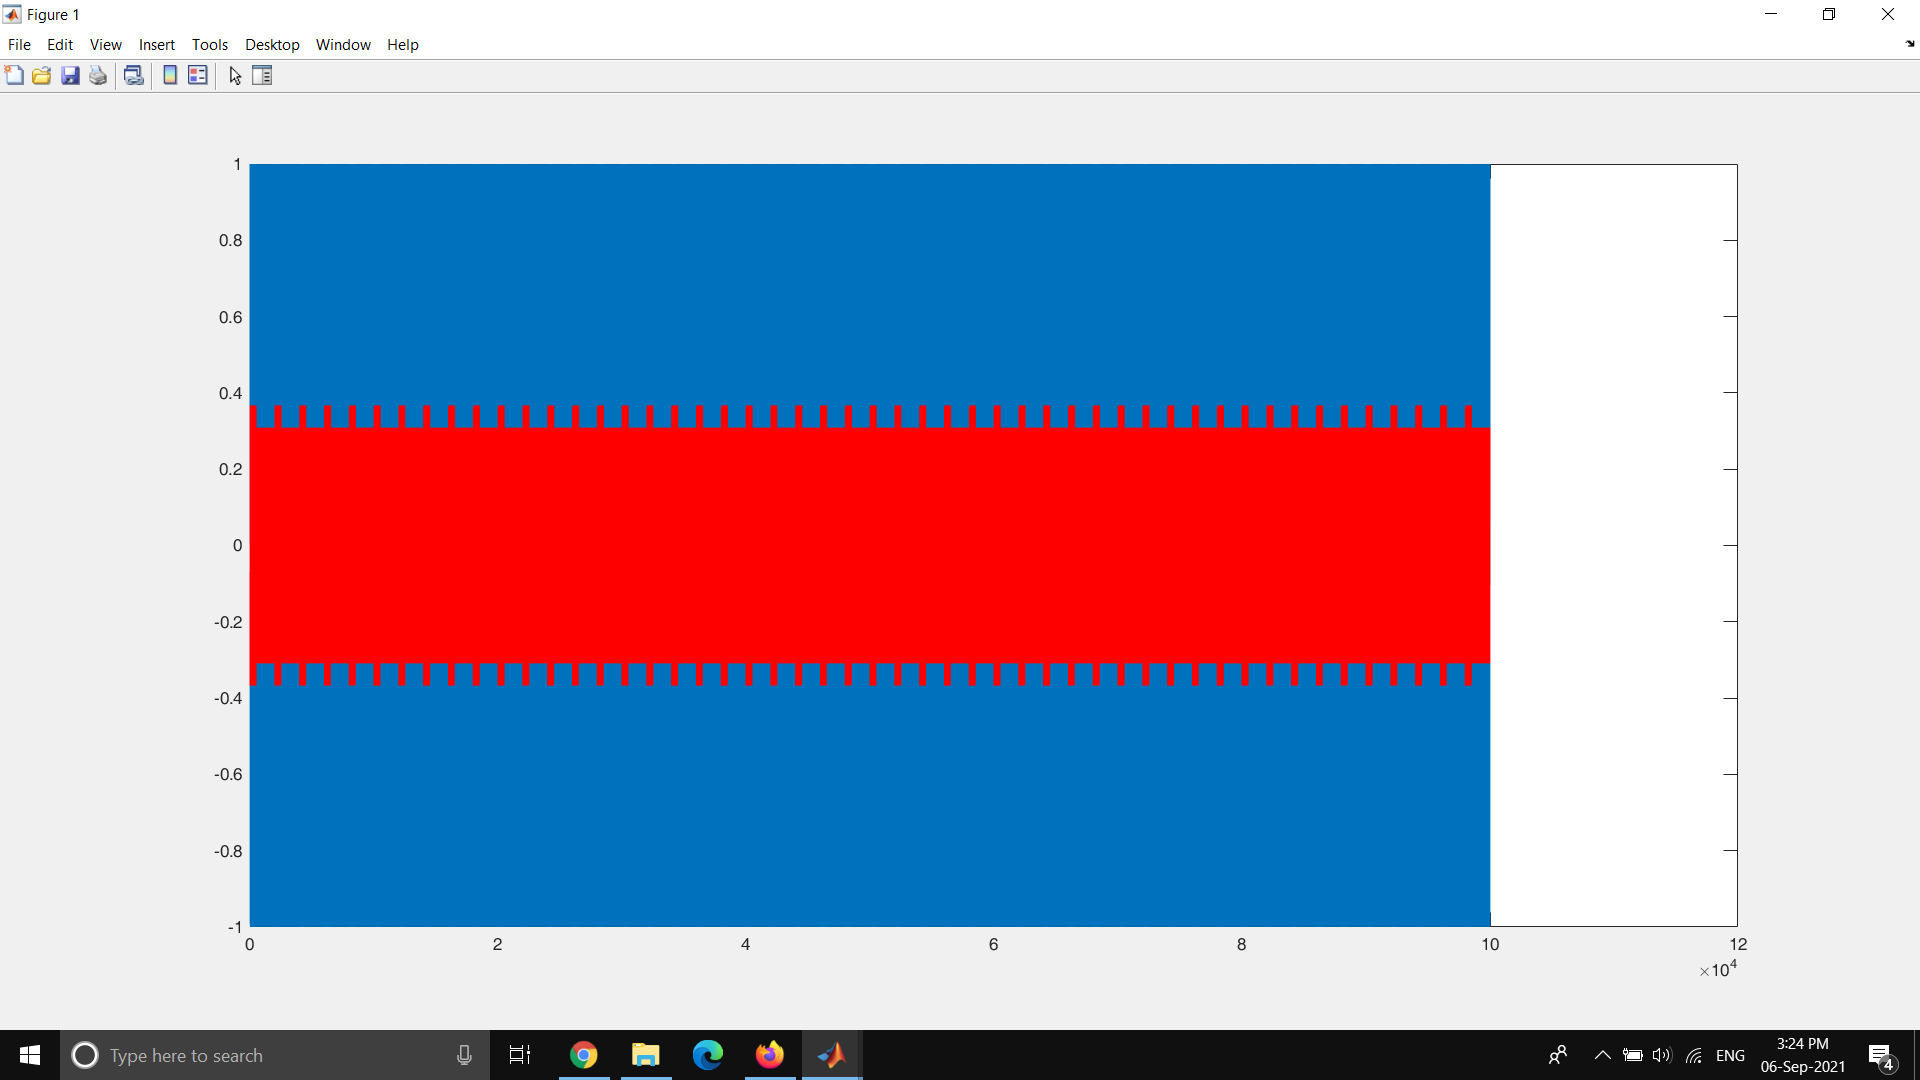 Figure 1
File Edit View Insert Tools Desktop Window Help
1
0.8
0.6
0.4
0.2
0
-0.2
-0.4
-0.6
-0.8
-1
0 2 4 6 8 10 12
×10⁴
Type here to search
ENG
3:24 PM
06-Sep-2021
4